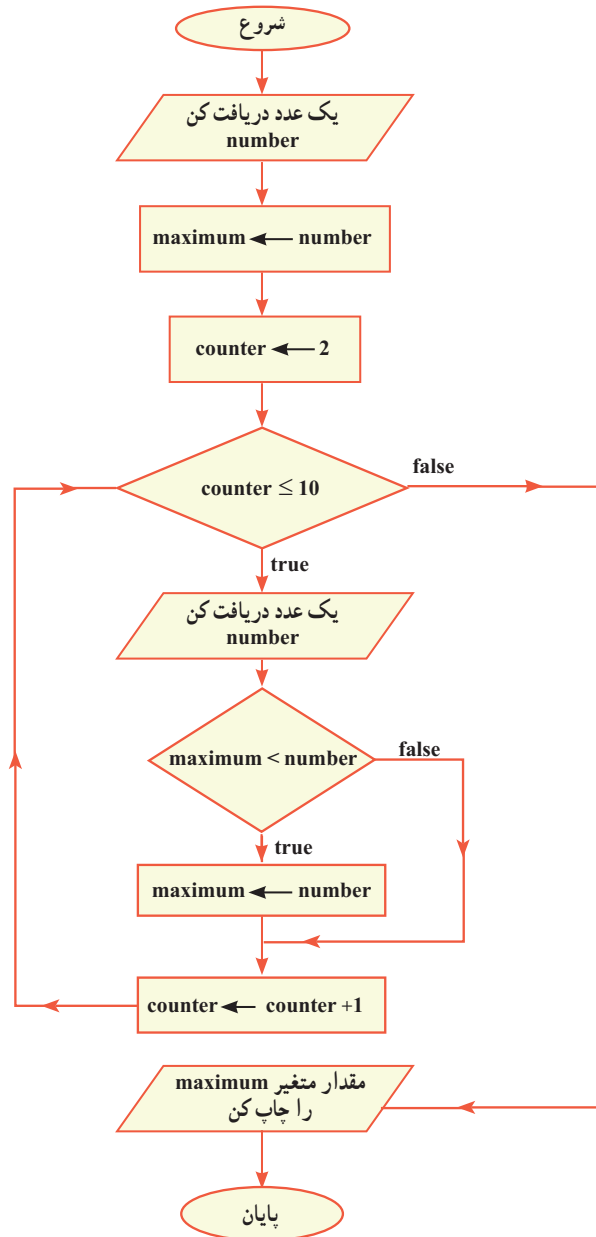 شروع
یک عدد دریافت کن
number
maximum ← number
counter ← 2
counter ≤ 10
false
true
یک عدد دریافت کن
number
maximum < number
false
true
maximum ← number
counter ← counter +1
مقدار متغیر maximum
را چاپ کن
پایان